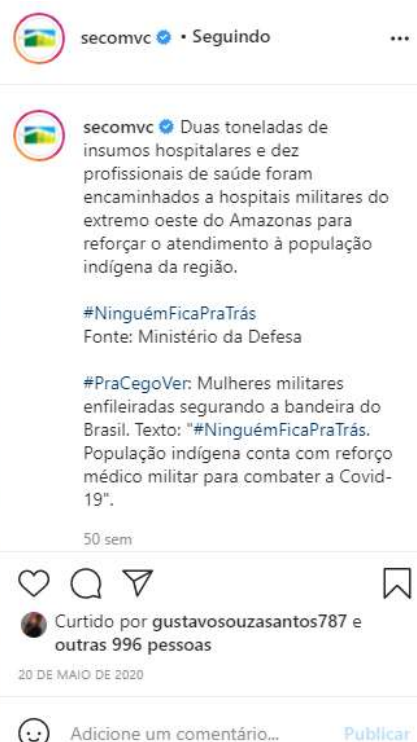 secomvc • Seguindo
secomvc Duas toneladas de
insumos hospitalares e dez
profissionais de saúde foram
encaminhados a hospitais militares do
extremo oeste do Amazonas para
reforçar o atendimento à população
indígena da região.
#NinguémFicaPraTrás
Fonte: Ministério da Defesa
#PraCegoVer: Mulheres militares
enfileiradas segurando a bandeira do
Brasil. Texto: "#NinguémFicaPraTrás.
População indígena conta com reforço
médico militar para combater a Covid-
19".
50 sem
Curtido por gustavosouzasantos787 e
outras 996 pessoas
20 DE MAIO DE 2020
Adicione um comentário... Publicar